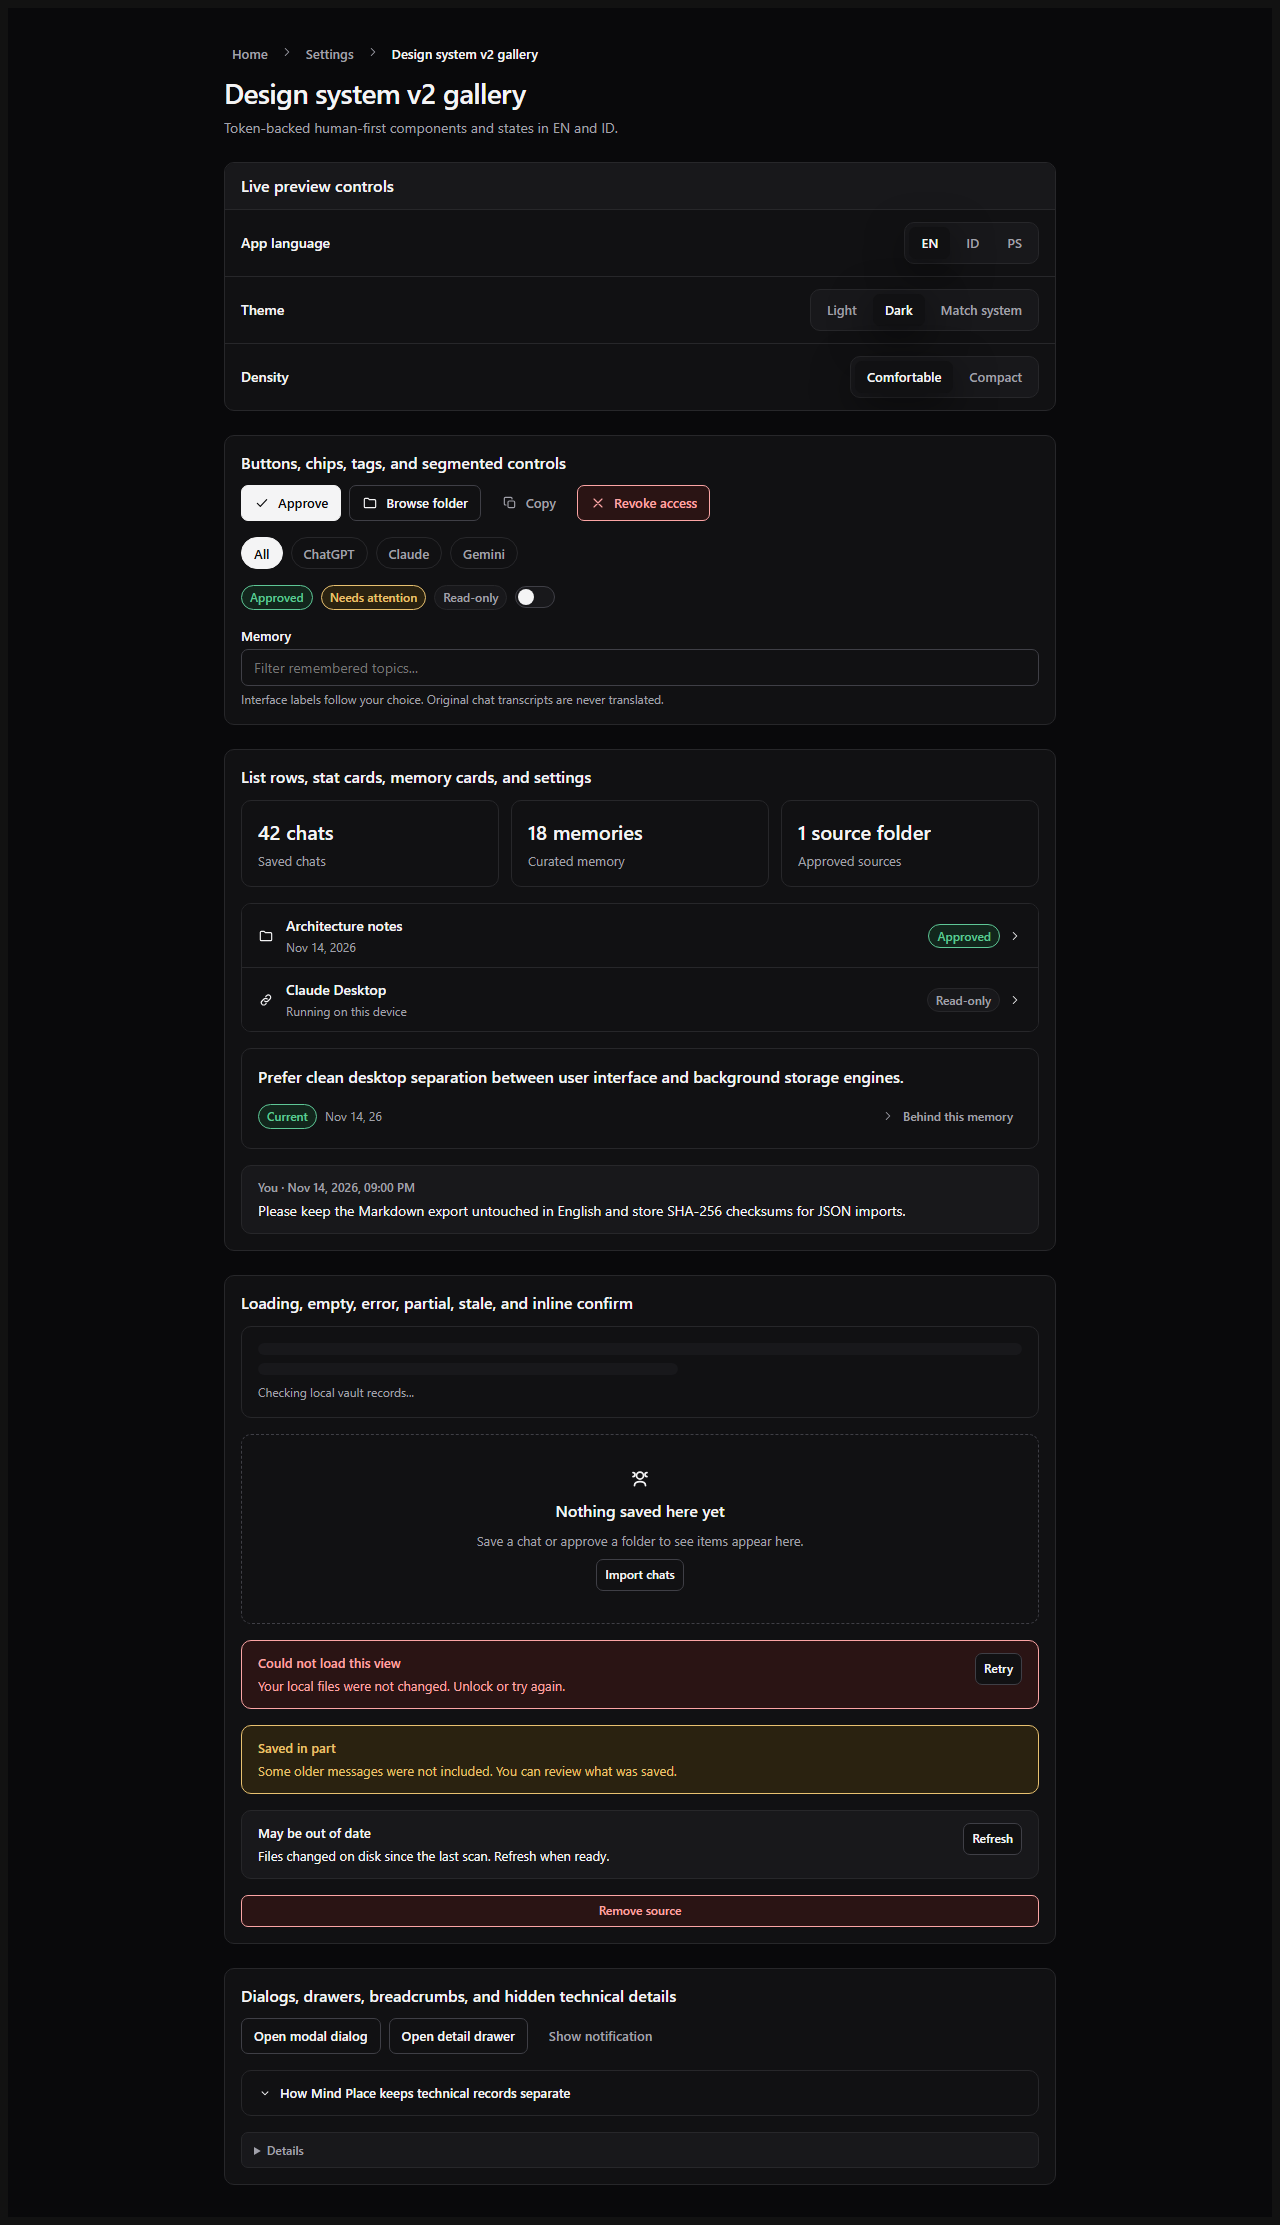 Home
Settings
Design system v2 gallery
Design system v2 gallery
Token-backed human-first components and states in EN and ID.
Live preview controls
App language
EN ID PS
Theme
Light Dark Match system
Density
Comfortable Compact
Buttons, chips, tags, and segmented controls
Approve Browse folder Copy Revoke access
All ChatGPT Claude Gemini
Approved Needs attention Read-only
Memory
Filter remembered topics...
Interface labels follow your choice. Original chat transcripts are never translated.
List rows, stat cards, memory cards, and settings
42 chats
Saved chats
18 memories
Curated memory
1 source folder
Approved sources
Architecture notes
Nov 14, 2026
Approved
Claude Desktop
Running on this device
Read-only
Prefer clean desktop separation between user interface and background storage engines.
Current Nov 14, 26
Behind this memory
You · Nov 14, 2026, 09:00 PM
Please keep the Markdown export untouched in English and store SHA-256 checksums for JSON imports.
Loading, empty, error, partial, stale, and inline confirm
Checking local vault records...
Nothing saved here yet
Save a chat or approve a folder to see items appear here.
Import chats
Could not load this view
Your local files were not changed. Unlock or try again.
Retry
Saved in part
Some older messages were not included. You can review what was saved.
May be out of date
Files changed on disk since the last scan. Refresh when ready.
Refresh
Remove source
Dialogs, drawers, breadcrumbs, and hidden technical details
Open modal dialog Open detail drawer Show notification
How Mind Place keeps technical records separate
Details